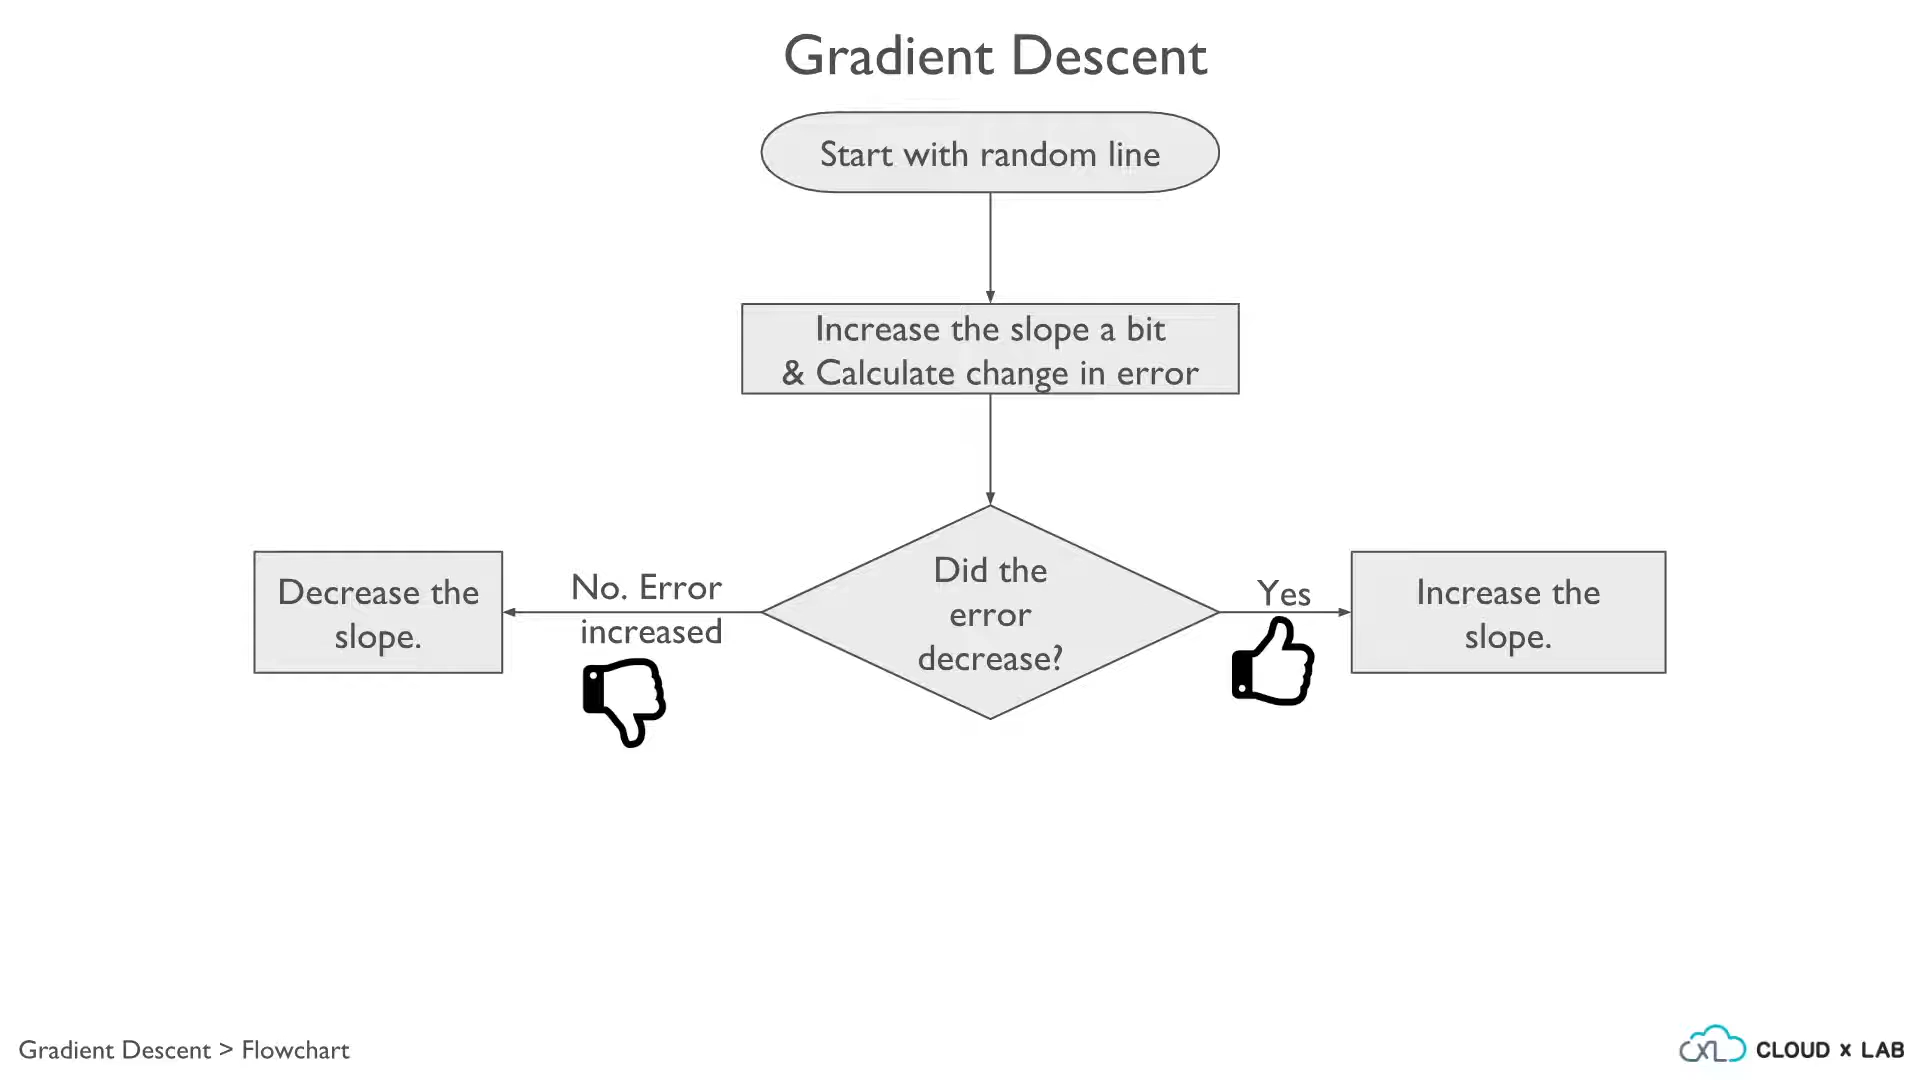 Gradient Descent
Start with random line
Increase the slope a bit
& Calculate change in error
Did the
error
decrease?
No. Error
increased
Decrease the
slope.
Yes
Increase the
slope.
Gradient Descent > Flowchart
CXL CLOUD x LAB